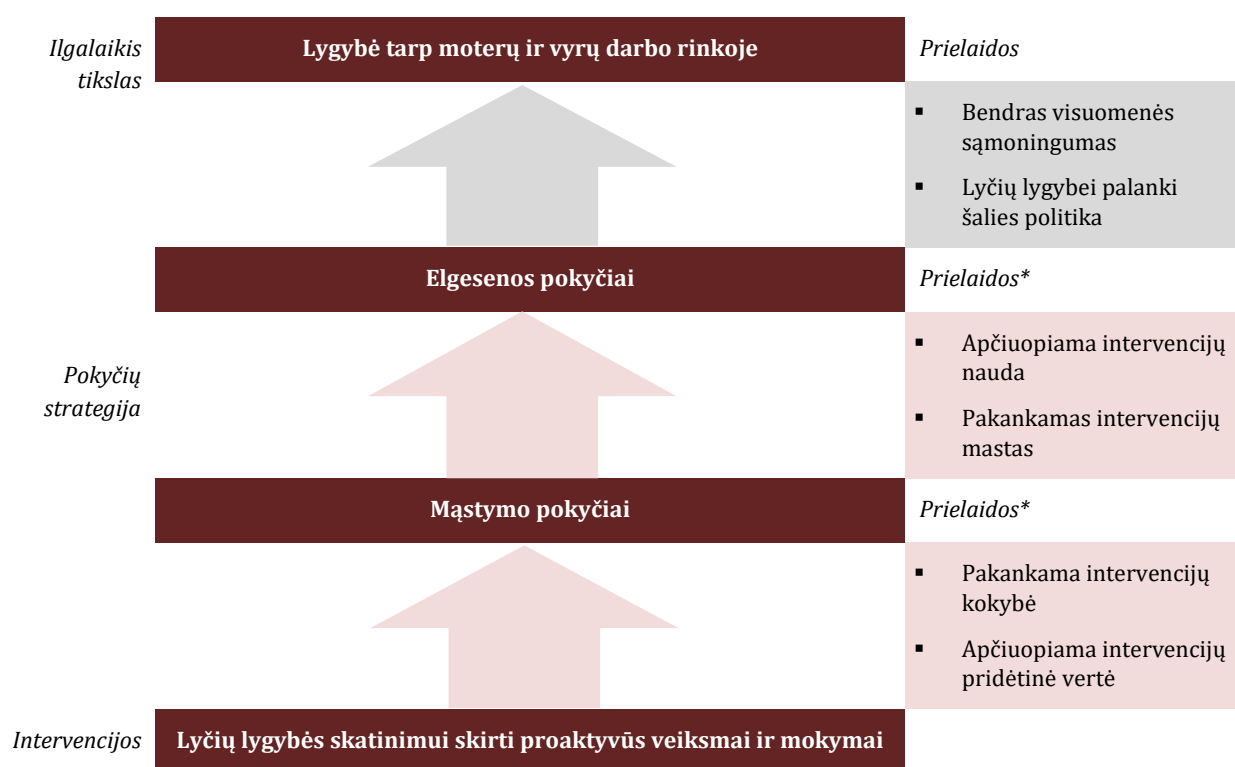 Ilgalaikis
tikslas
Lygybė tarp moterų ir vyrų darbo rinkoje
Prielaidos
▪ Bendras visuomenės
sąmoningumas
▪ Lyčių lygybei palanki
šalies politika
Elgesenos pokyčiai
Prielaidos*
Pokyčių
strategija
▪ Apčiuopiama intervencijų
nauda
▪ Pakankamas intervencijų
mastas
Mąstymo pokyčiai
Prielaidos*
▪ Pakankama intervencijų
kokybė
▪ Apčiuopiama intervencijų
pridėtinė vertė
Intervencijos
Lyčių lygybės skatinimui skirti proaktyvūs veiksmai ir mokymai